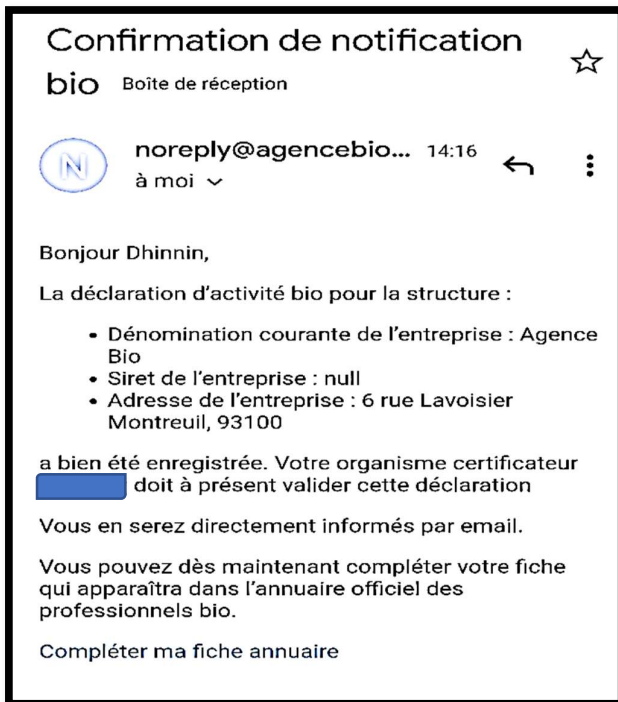 Confirmation de notification
bio Boîte de réception
N
noreply@agencebio... 14:16
à moi
Bonjour Dhinnin,
La déclaration d'activité bio pour la structure :
• Dénomination courante de l'entreprise : Agence
Bio
• Siret de l'entreprise : null
• Adresse de l'entreprise : 6 rue Lavoisier
Montreuil, 93100
a bien été enregistrée. Votre organisme certificateur
doit à présent valider cette déclaration
Vous en serez directement informés par email.
Vous pouvez dès maintenant compléter votre fiche
qui apparaîtra dans l'annuaire officiel des
professionnels bio.
Compléter ma fiche annuaire